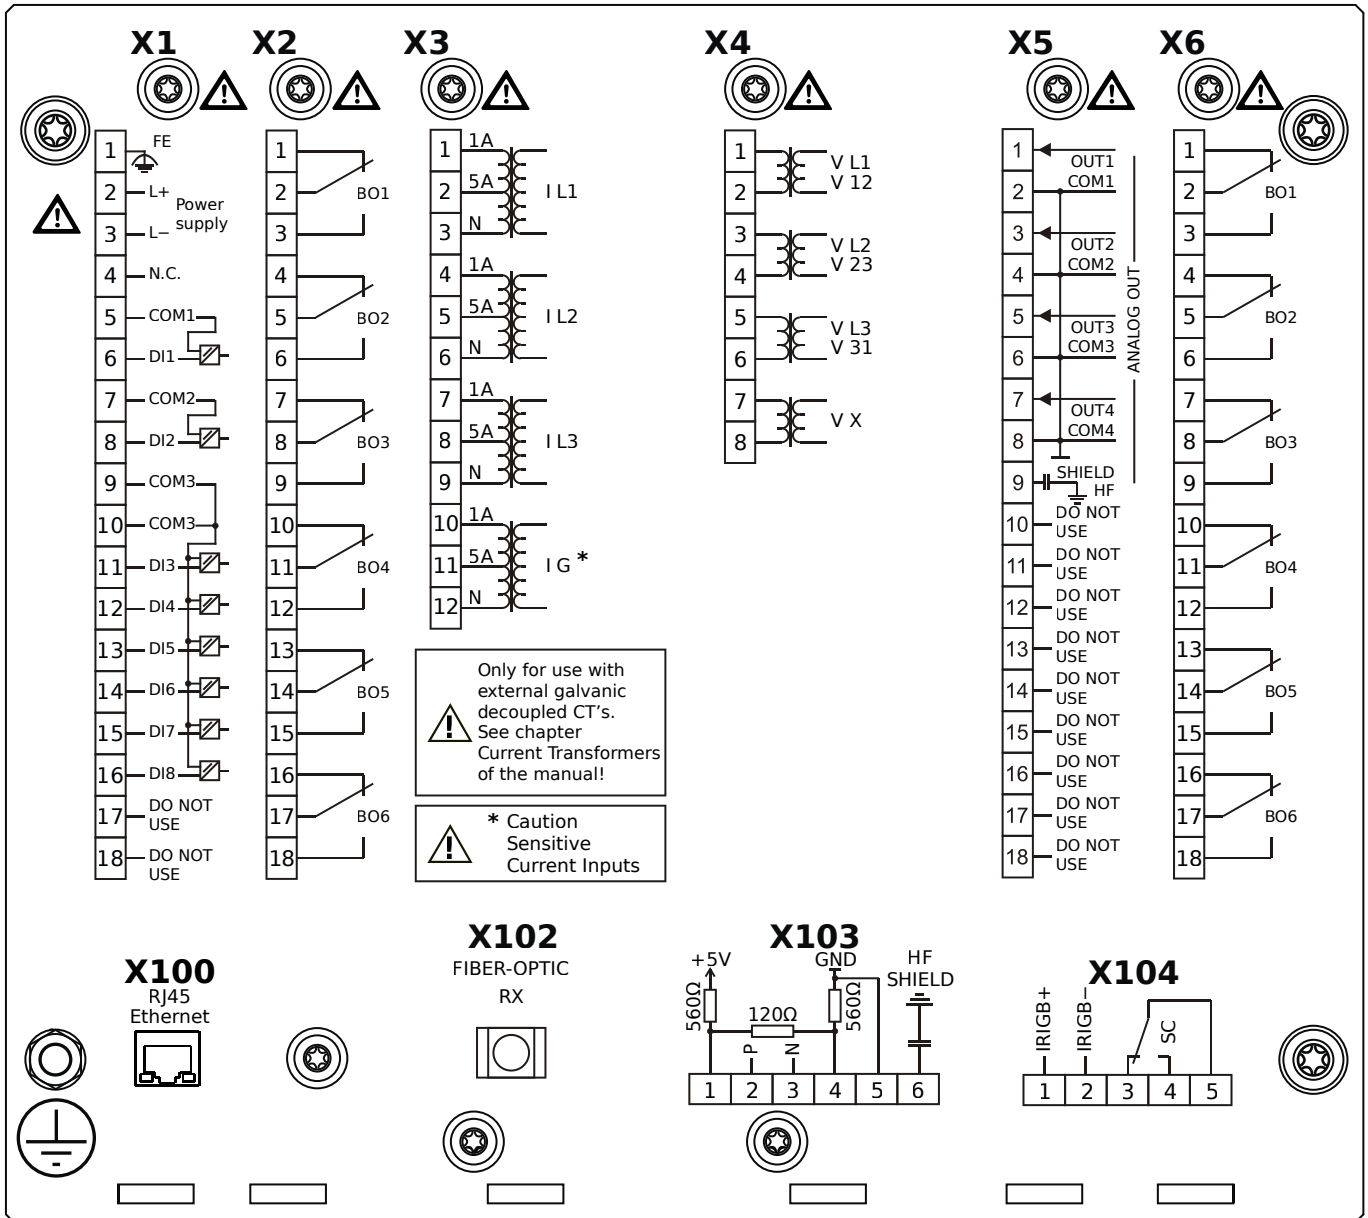 X1
X2
X3
X4
X5
X6
1 FE
2 L+
Power
supply
3 L−
4 N.C.
5 COM1
6 DI1
7 COM2
8 DI2
9 COM3
10 COM3
11 DI3
12 DI4
13 DI5
14 DI6
15 DI7
16 DI8
17 DO NOT
USE
18 DO NOT
USE
1
2 BO1
3
4
5 BO2
6
7
8 BO3
9
10
11 BO4
12
13
14 BO5
15
16
17 BO6
18
1 1A
2 5A I L1
3 N
4 1A
5 5A I L2
6 N
7 1A
8 5A I L3
9 N
10 1A
11 5A I G *
12 N
Only for use with
external galvanic
decoupled CT's.
See chapter
Current Transformers
of the manual!
* Caution
Sensitive
Current Inputs
1 V L1
2 V 12
3 V L2
4 V 23
5 V L3
6 V 31
7 V X
8
1 OUT1
2 COM1
3 OUT2
4 COM2
5 OUT3
6 COM3
7 OUT4
8 COM4
ANALOG OUT
9 SHIELD
HF
10 DO NOT
USE
11 DO NOT
USE
12 DO NOT
USE
13 DO NOT
USE
14 DO NOT
USE
15 DO NOT
USE
16 DO NOT
USE
17 DO NOT
USE
18 DO NOT
USE
1
2 BO1
3
4
5 BO2
6
7
8 BO3
9
10
11 BO4
12
13
14 BO5
15
16
17 BO6
18
X100
RJ45
Ethernet
X102
FIBER-OPTIC
RX
X103
+5V
GND
HF
SHIELD
560Ω
120Ω
560Ω
P
N
1 2 3 4 5 6
X104
IRIGB+
IRIGB−
SC
1 2 3 4 5